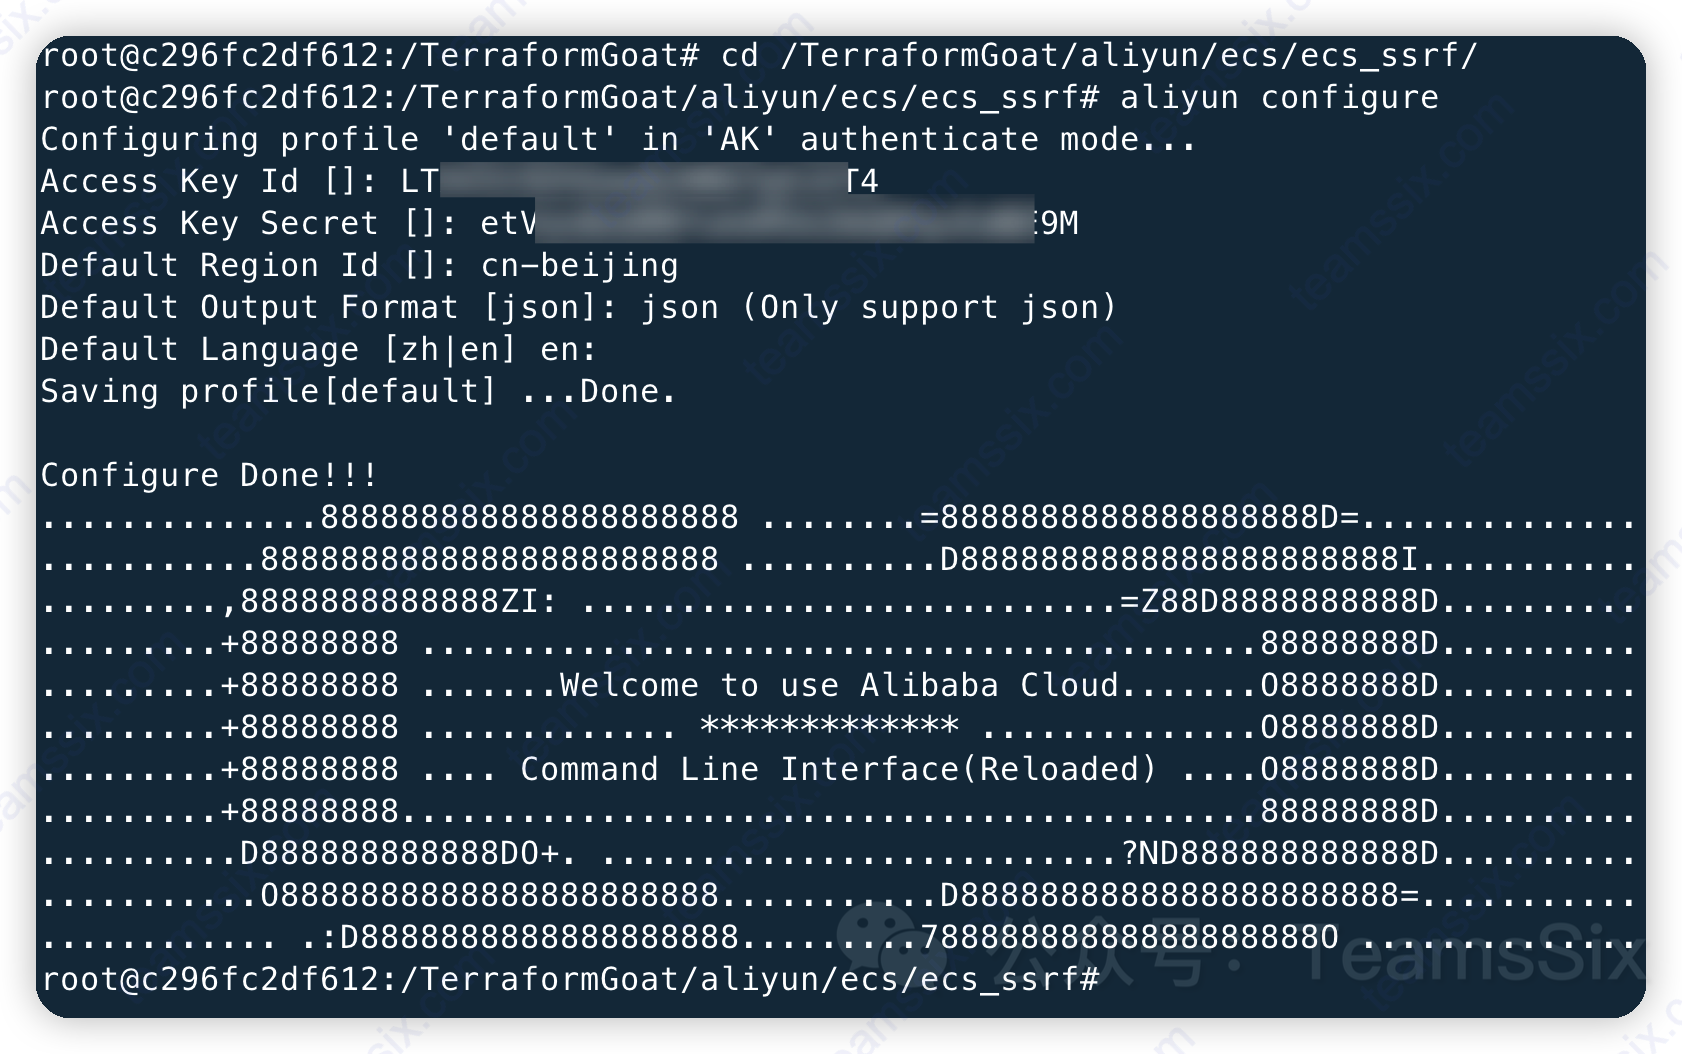 root@c296fc2df612:/TerraformGoat# cd /TerraformGoat/aliyun/ecs/ecs_ssrf/
root@c296fc2df612:/TerraformGoat/aliyun/ecs/ecs_ssrf# aliyun configure
Configuring profile 'default' in 'AK' authenticate mode...
Access Key Id []: LT T4
Access Key Secret []: etV E9M
Default Region Id []: cn-beijing
Default Output Format [json]: json (Only support json)
Default Language [zh|en] en:
Saving profile[default] ...Done.
Configure Done!!!
..............888888888888888888888 ........=8888888888888888888D=..............
...........88888888888888888888888 ..........D8888888888888888888888I...........
.........,8888888888888ZI: ...........................=Z88D8888888888D..........
.........+88888888 ..........................................88888888D..........
.........+88888888 .......Welcome to use Alibaba Cloud.......O8888888D..........
.........+88888888 ............. ************* ..............O8888888D..........
.........+88888888 .... Command Line Interface(Reloaded) ....O8888888D..........
.........+88888888...........................................88888888D..........
..........D888888888888DO+. ..........................?ND888888888888D..........
...........O8888888888888888888888...........D8888888888888888888888=...........
............ .:D8888888888888888888.........78888888888888888888O ..............
root@c296fc2df612:/TerraformGoat/aliyun/ecs/ecs_ssrf#
公众号: TeamsSix
teamssix.com